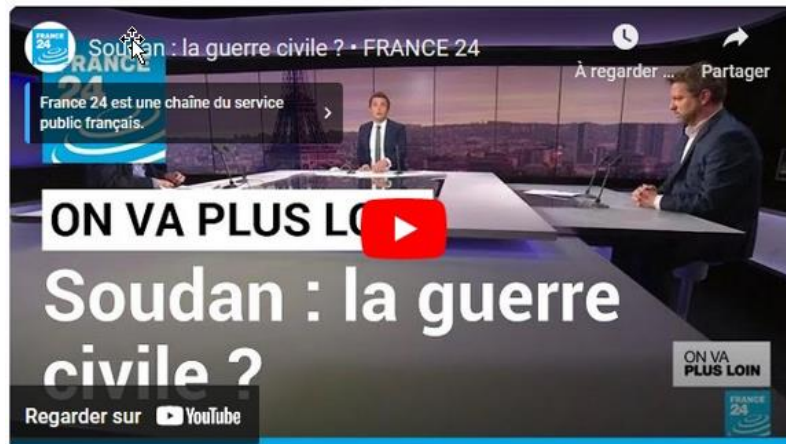 FRANCE
24
Soudan : la guerre civile ? • FRANCE 24
À regarder ...
Partager
FRANCE
France 24 est une chaîne du service
public français.
ON VA PLUS LO
Soudan : la guerre
civile ?
ON VA
PLUS LOIN
Regarder sur YouTube
FRANCE
24